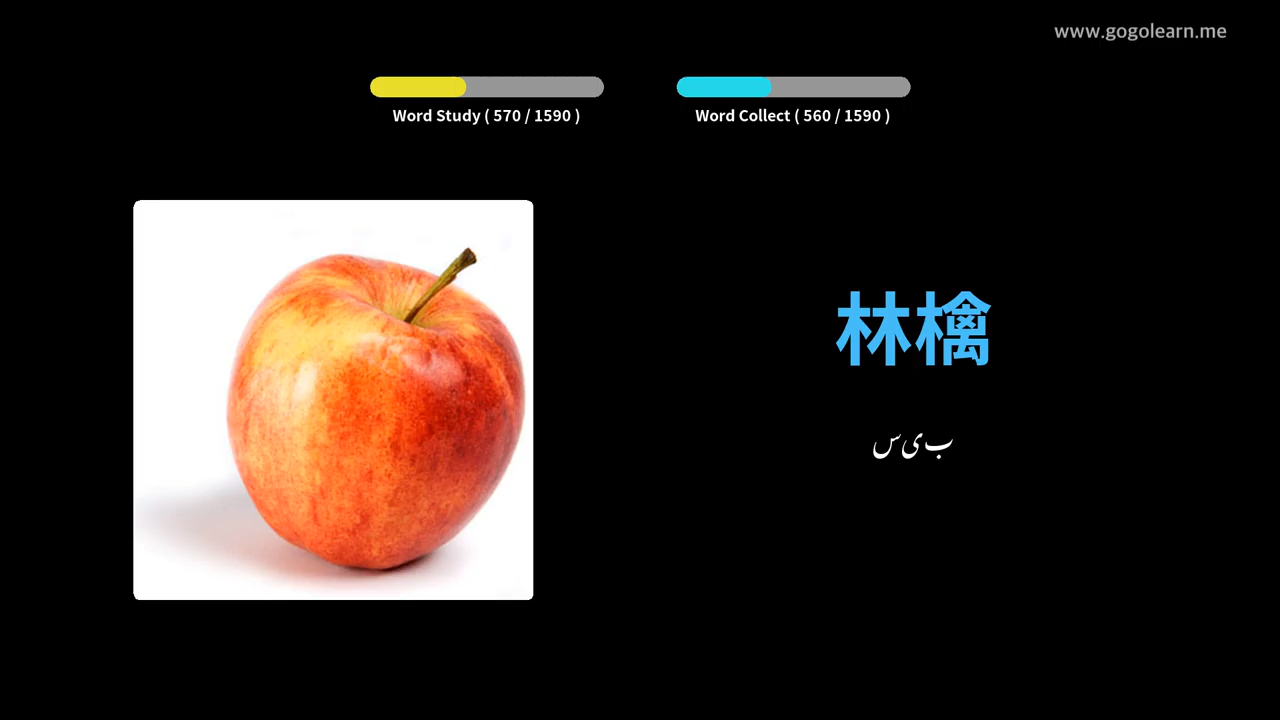 www.gogolearn.me
Word Study ( 570 / 1590 )
Word Collect ( 560 / 1590 )
林檎
ب ی س